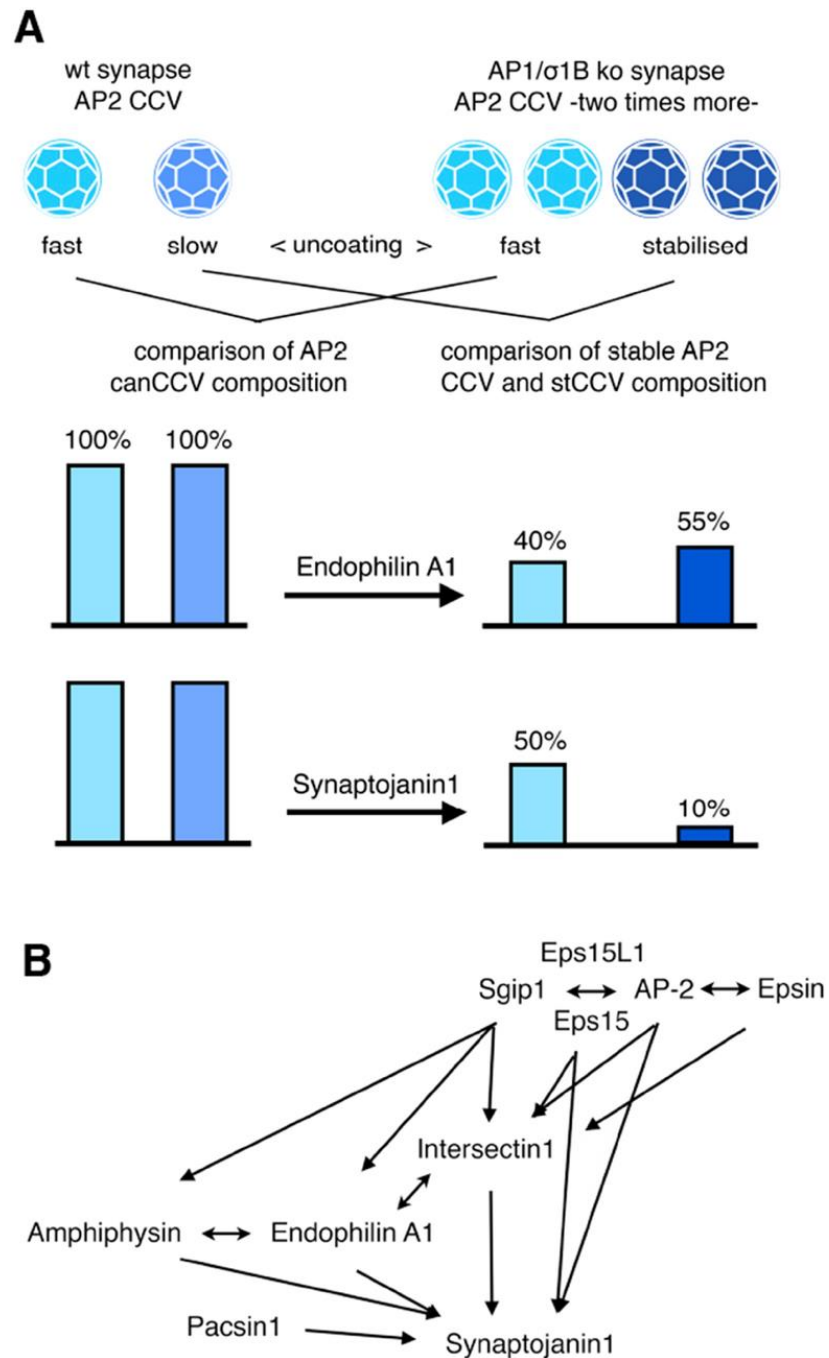 A
wt synapse
AP2 CCV
AP1/σ1B ko synapse
AP2 CCV -two times more-
fast
slow
< uncoating >
fast
stabilised
comparison of AP2
canCCV composition
comparison of stable AP2
CCV and stCCV composition
100%
100%
Endophilin A1
40%
55%
Synaptojanin1
50%
10%
B
Eps15L1
Sgip1
AP-2
Epsin
Eps15
Intersectin1
Amphiphysin
Endophilin A1
Pacsin1
Synaptojanin1